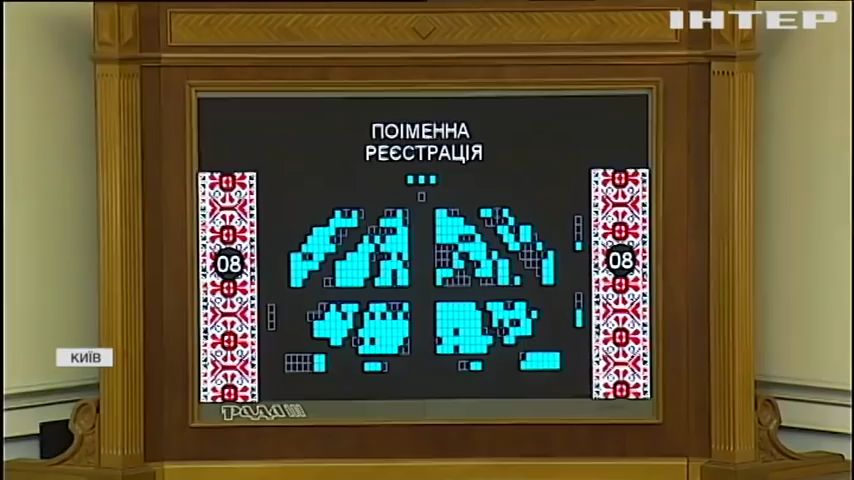 ІНТЕР
ПОІМЕННА
РЕЄСТРАЦІЯ
08
08
КИЇВ
РАДА